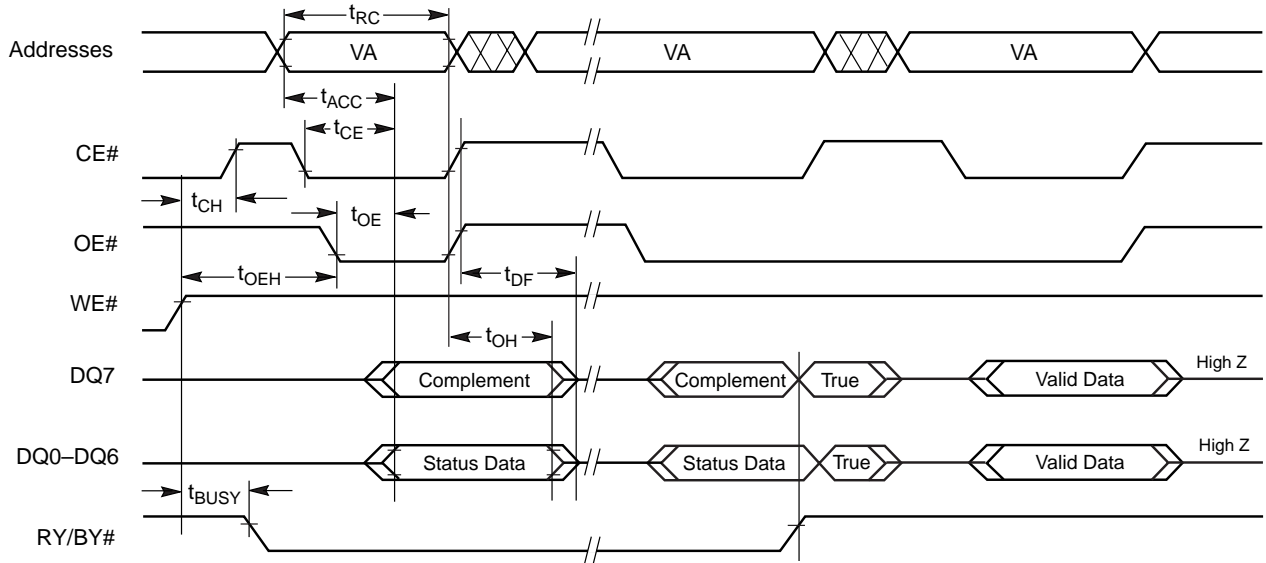 tRC
Addresses VA VA VA
tACC
tCE
CE#
tCH tOE
OE#
tOEH tDF
WE#
tOH
DQ7 Complement Complement True Valid Data High Z
DQ0–DQ6 Status Data Status Data True Valid Data High Z
tBUSY
RY/BY#